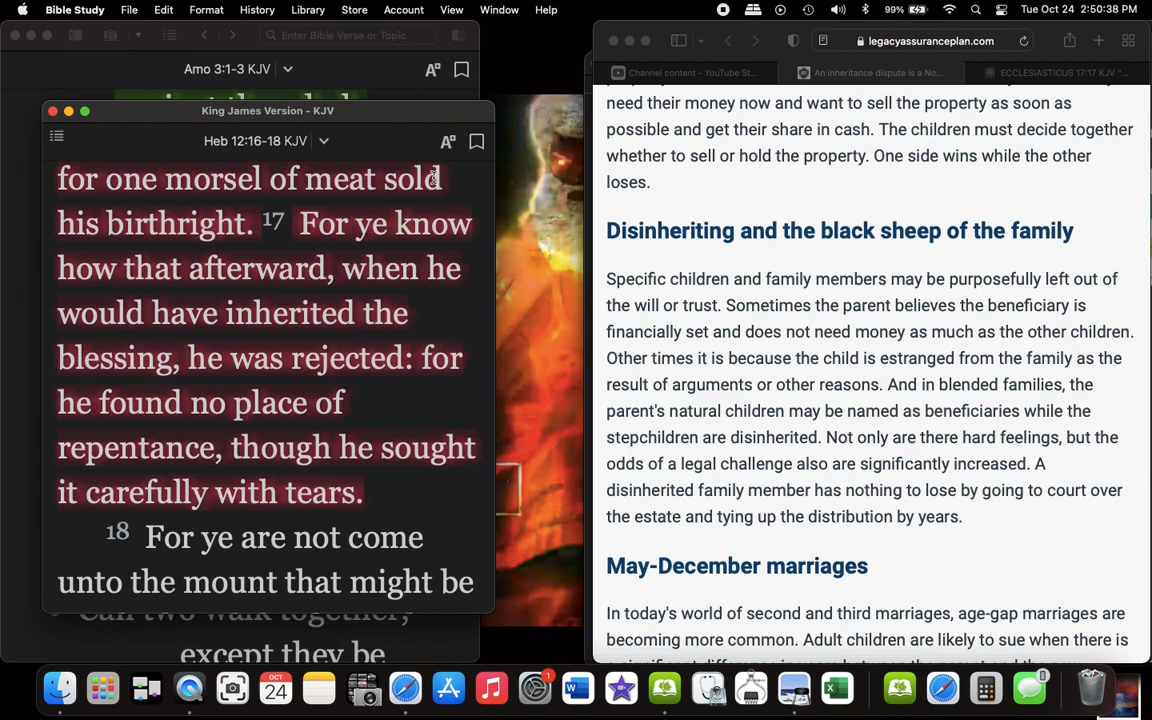 Bible Study File Edit Format History Library Store Account View Window Help 99% Tue Oct 24 2:50:38 PM
Enter Bible Verse or Topic
Amo 3:1-3 KJV
King James Version - KJV
Heb 12:16-18 KJV
for one morsel of meat sold
his birthright. 17 For ye know
how that afterward, when he
would have inherited the
blessing, he was rejected: for
he found no place of
repentance, though he sought
it carefully with tears.
18 For ye are not come
unto the mount that might be
Can two walk together,
except they be
legacyassuranceplan.com
Channel content - YouTube St...
An inheritance dispute is a No...
ECCLESIASTICUS 17:17 KJV "...
need their money now and want to sell the property as soon as
possible and get their share in cash. The children must decide together
whether to sell or hold the property. One side wins while the other
loses.
Disinheriting and the black sheep of the family
Specific children and family members may be purposefully left out of
the will or trust. Sometimes the parent believes the beneficiary is
financially set and does not need money as much as the other children.
Other times it is because the child is estranged from the family as the
result of arguments or other reasons. And in blended families, the
parent's natural children may be named as beneficiaries while the
stepchildren are disinherited. Not only are there hard feelings, but the
odds of a legal challenge also are significantly increased. A
disinherited family member has nothing to lose by going to court over
the estate and tying up the distribution by years.
May-December marriages
In today's world of second and third marriages, age-gap marriages are
becoming more common. Adult children are likely to sue when there is
OCT
24
1